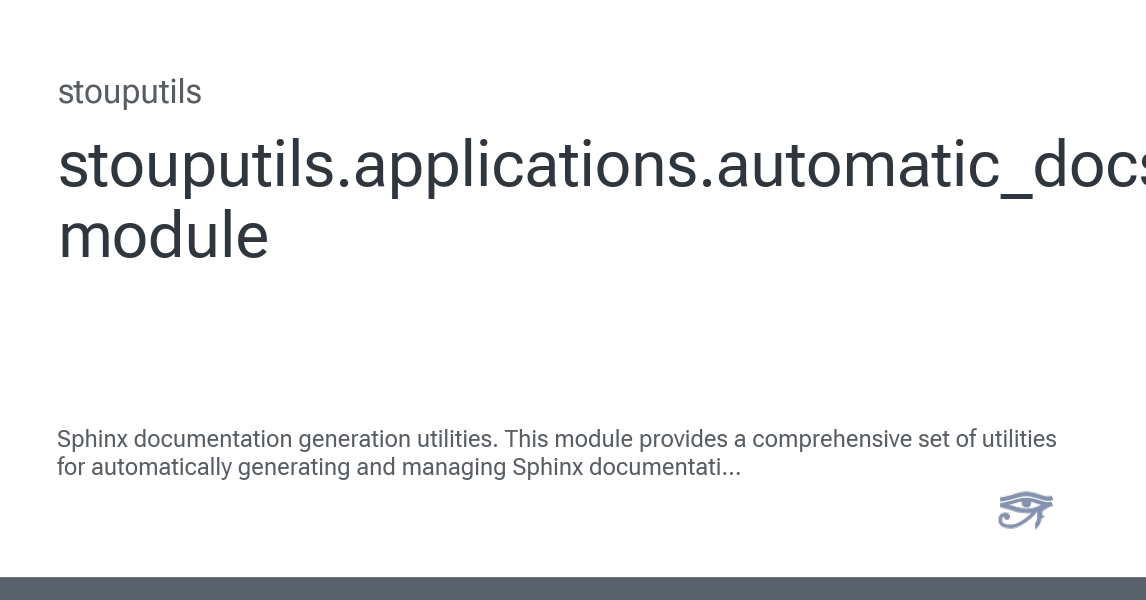 stouputils
stouputils.applications.automatic_docs
module
Sphinx documentation generation utilities. This module provides a comprehensive set of utilities
for automatically generating and managing Sphinx documentati...